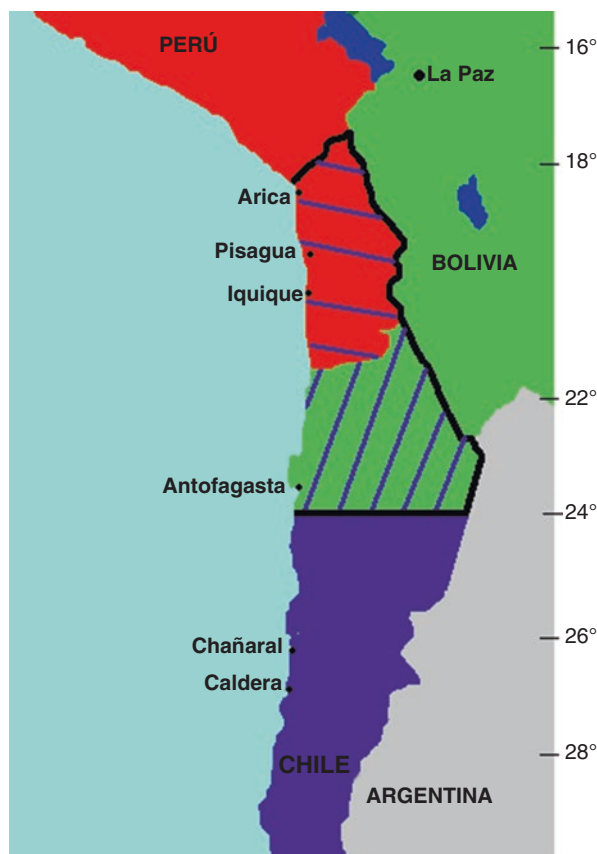 PERÚ
16°
La Paz
18°
Arica
Pisagua
BOLIVIA
Iquique
22°
Antofagasta
24°
26°
Chañaral
Caldera
28°
CHILE
ARGENTINA